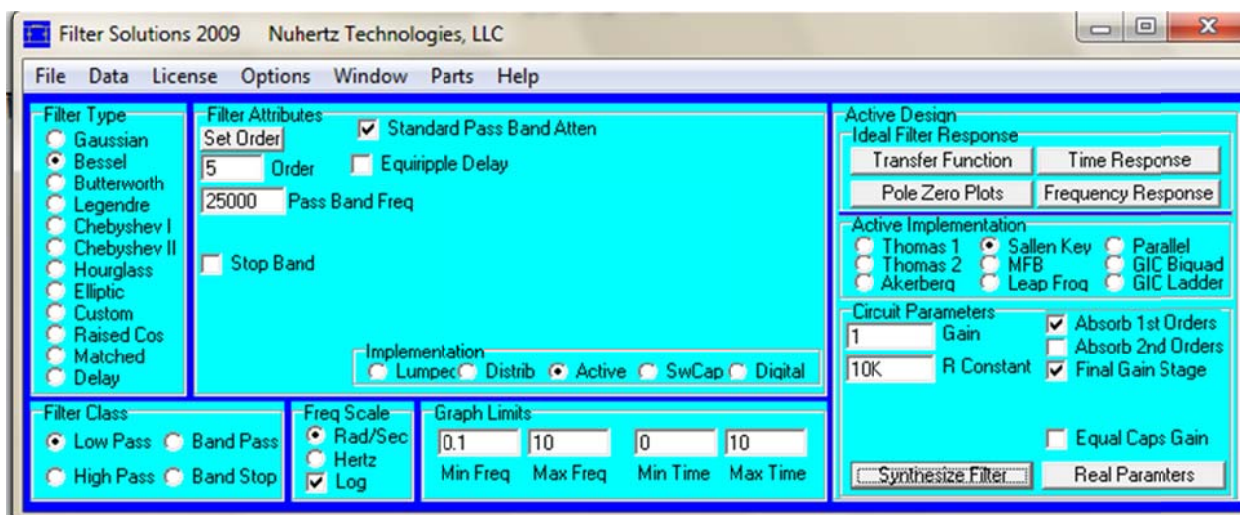 Filter Solutions 2009 Nuhertz Technologies, LLC
File Data License Options Window Parts Help
Filter Type
Gaussian
Bessel
Butterworth
Legendre
Chebyshev I
Chebyshev II
Hourglass
Elliptic
Custom
Raised Cos
Matched
Delay
Filter Attributes
Set Order
Standard Pass Band Atten
5 Order
Equiripple Delay
25000 Pass Band Freq
Stop Band
Implementation
Lumped Distrib Active SwCap Digital
Active Design
Ideal Filter Response
Transfer Function Time Response
Pole Zero Plots Frequency Response
Active Implementation
Thomas 1 Sallen Key Parallel
Thomas 2 MFB GIC Biquad
Akerberg Leap Frog GIC Ladder
Circuit Parameters
1 Gain
10K R Constant
Absorb 1st Orders
Absorb 2nd Orders
Final Gain Stage
Equal Caps Gain
Synthesize Filter Real Paramters
Filter Class
Low Pass Band Pass
High Pass Band Stop
Freq Scale
Rad/Sec
Hertz
Log
Graph Limits
0.1 10 0 10
Min Freq Max Freq Min Time Max Time